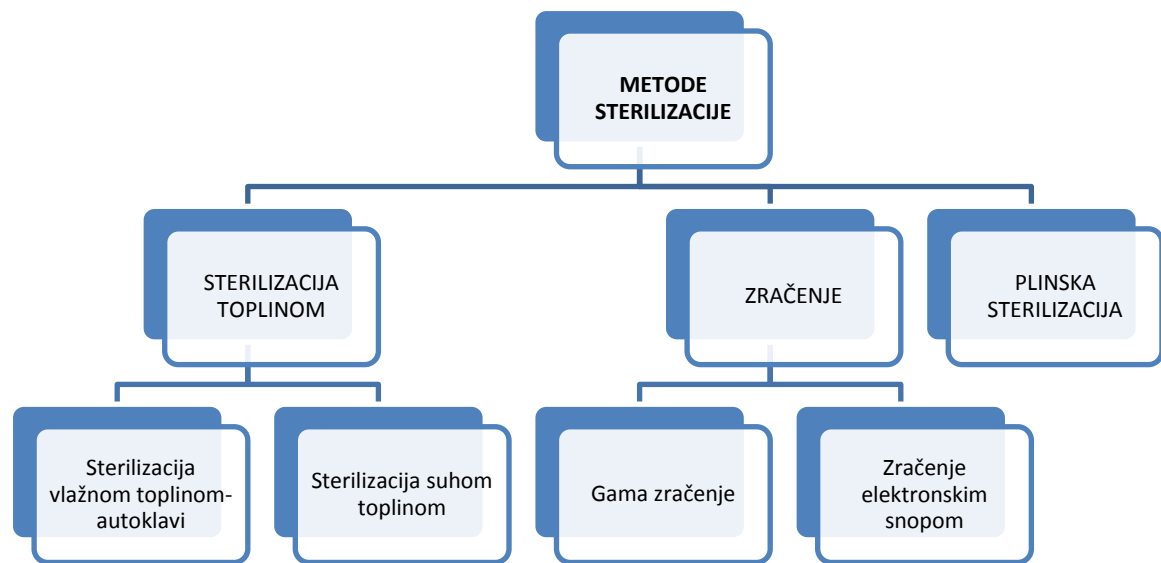 METODE
STERILIZACIJE
STERILIZACIJA
TOPLINOM
ZRAČENJE
PLINSKA
STERILIZACIJA
Sterilizacija
vlažnom toplinom-
autoklavi
Sterilizacija suhom
toplinom
Gama zračenje
Zračenje
elektronskim
snopom